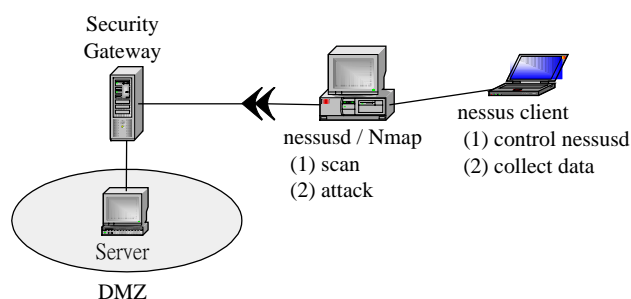 Security
Gateway
nessusd / Nmap
(1) scan
(2) attack
nessus client
(1) control nessusd
(2) collect data
Server
DMZ